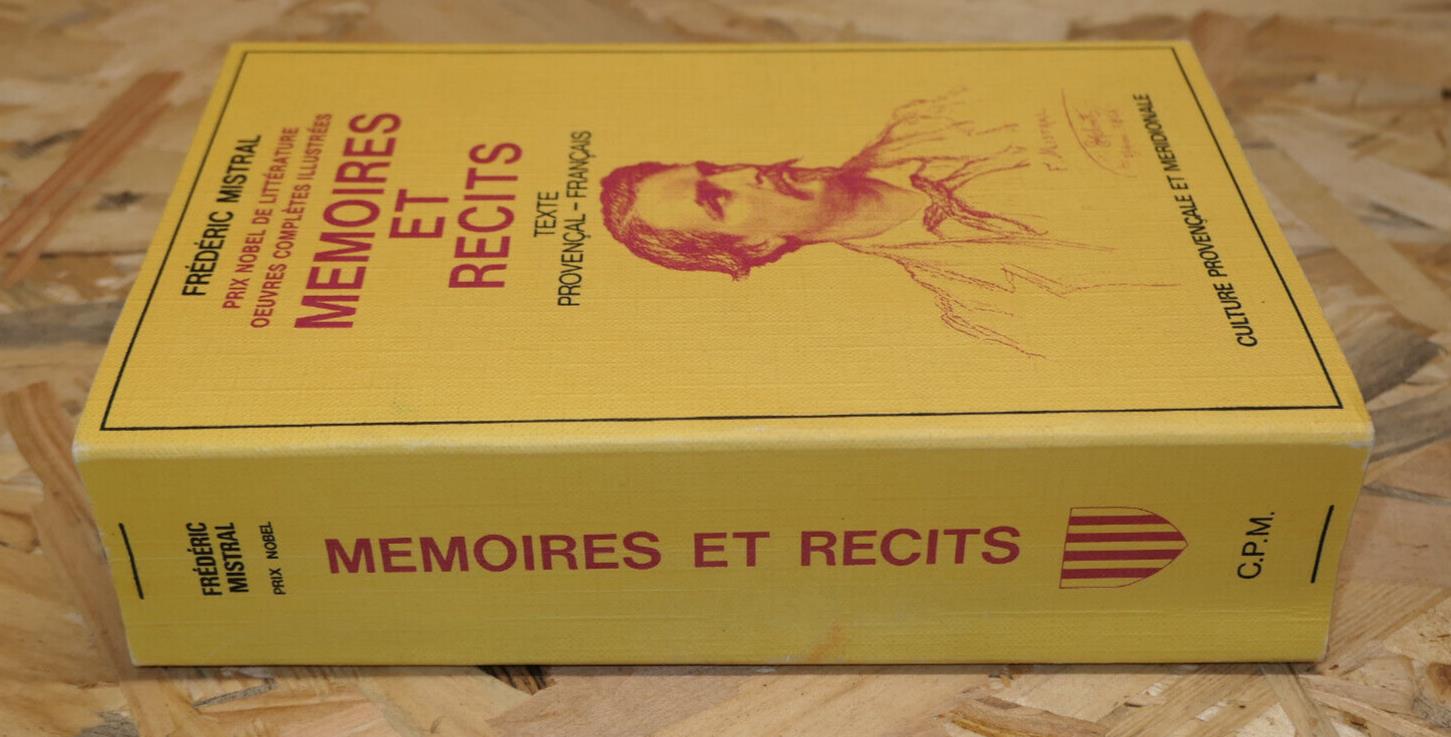 FRÉDÉRIC MISTRAL
PRIX NOBEL DE LITTÉRATURE
OEUVRES COMPLÈTES ILLUSTRÉES
MEMOIRES
ET
RECITS
TEXTE
PROVENÇAL-FRANÇAIS
F. Mistral
CULTURE PROVENÇALE ET MERIDIONALE
FRÉDÉRIC
MISTRAL
PRIX NOBEL
MEMOIRES ET RECITS
C.P.M.